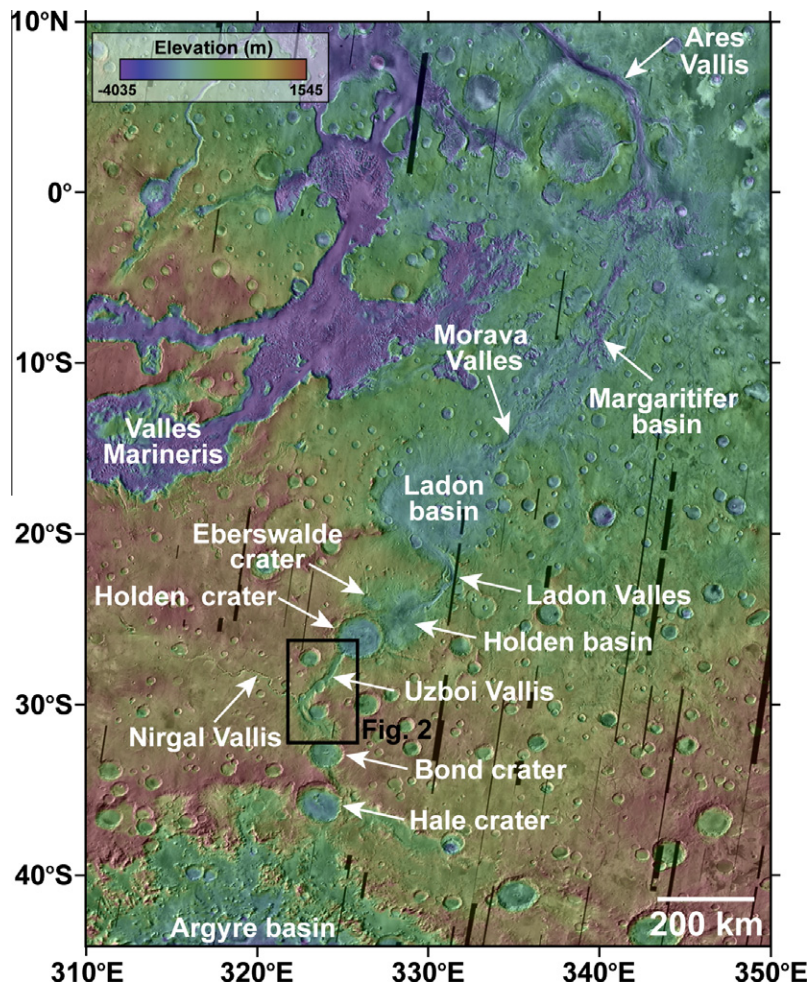 10°N
Elevation (m)
-4035 1545
Ares
Vallis
0°
Morava
Valles
10°S
Margaritifer
basin
Valles
Marineris
Ladon
basin
20°S
Eberswalde
crater
Ladon Valles
Holden crater
Holden basin
30°S
Uzboi Vallis
Nirgal Vallis
Fig. 2
Bond crater
Hale crater
40°S
200 km
Argyre basin
310°E 320°E 330°E 340°E 350°E